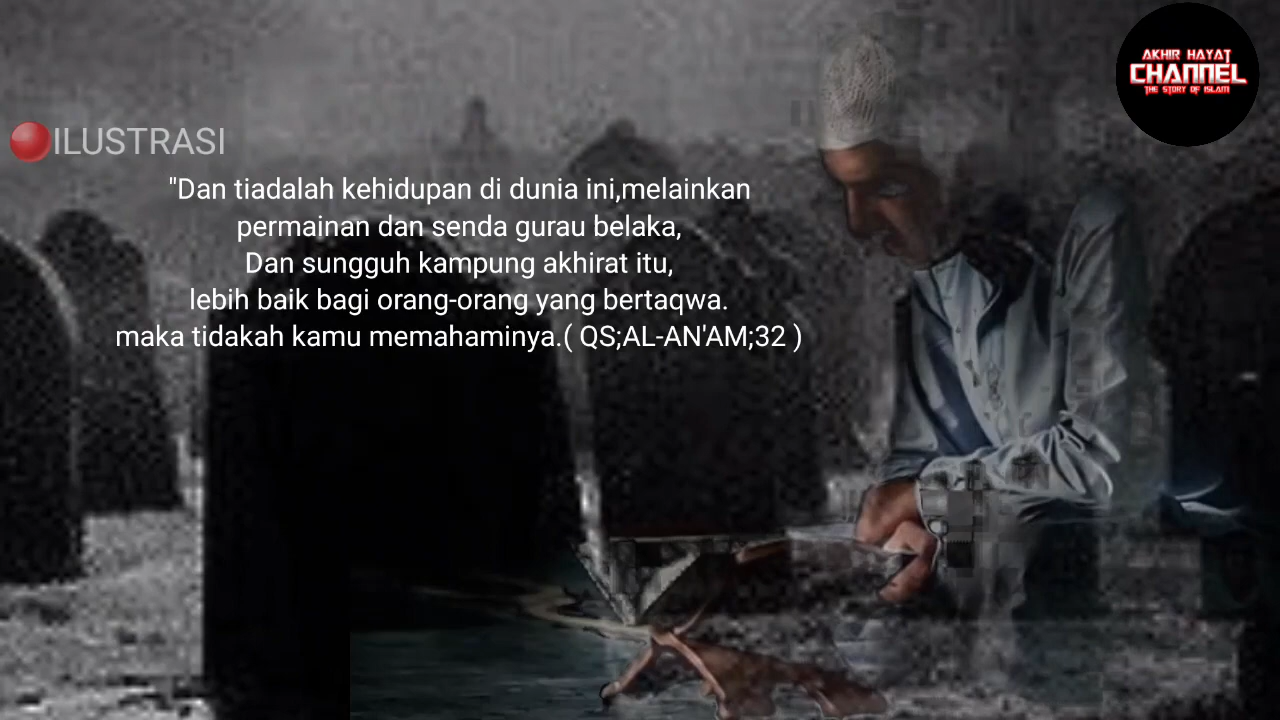 AKHIR HAYAT
CHANNEL
THE STORY OF ISLAM
ILUSTRASI
"Dan tiadalah kehidupan di dunia ini,melainkan
permainan dan senda gurau belaka,
Dan sungguh kampung akhirat itu,
lebih baik bagi orang-orang yang bertaqwa.
maka tidakah kamu memahaminya.( QS;AL-AN'AM;32 )